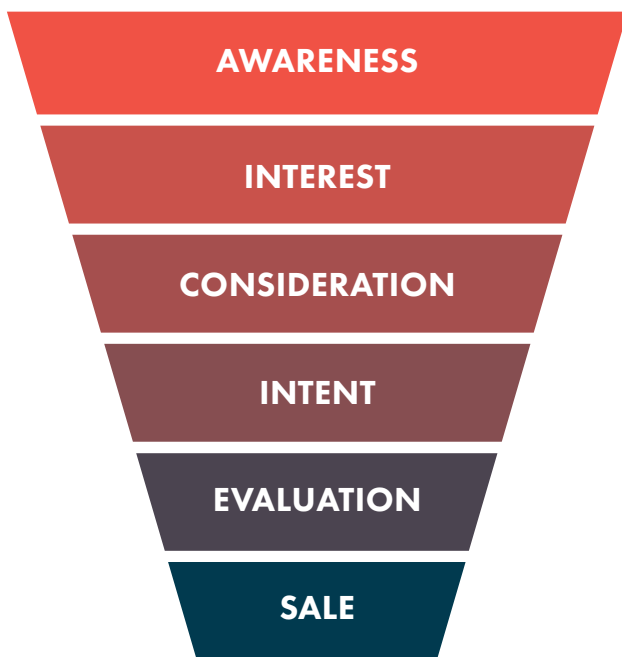 AWARENESS
INTEREST
CONSIDERATION
INTENT
EVALUATION
SALE